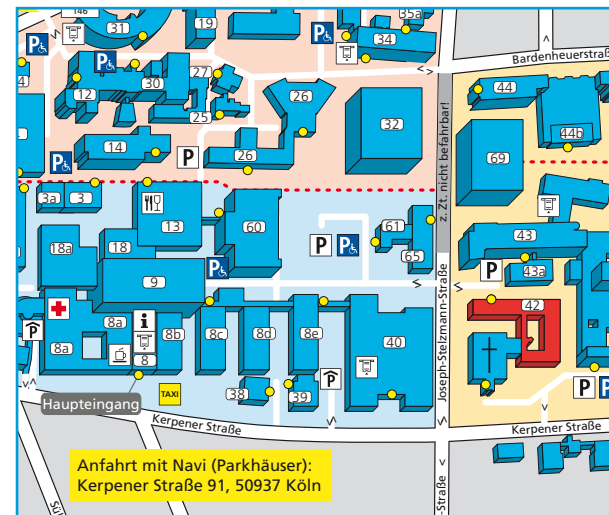 146
31
19
35a
34
P
P
P
Bardenheuerstraß
27
30
12
44
26
25
32
44b
z. Zt. nicht befahrbar!
14
P
26
69
P
3a
3
13
60
61
43
18a
18
P
P
65
P
9
P
43a
8a
i
42
P
8a
8b
8c
8d
8e
40
8
P
Joseph-Stelzmann-Straße
38
39
P
P
Haupteingang
TAXI
Kerpener Straße
Kerpener Straße
Anfahrt mit Navi (Parkhäuser):
Kerpener Straße 91, 50937 Köln
-Straße